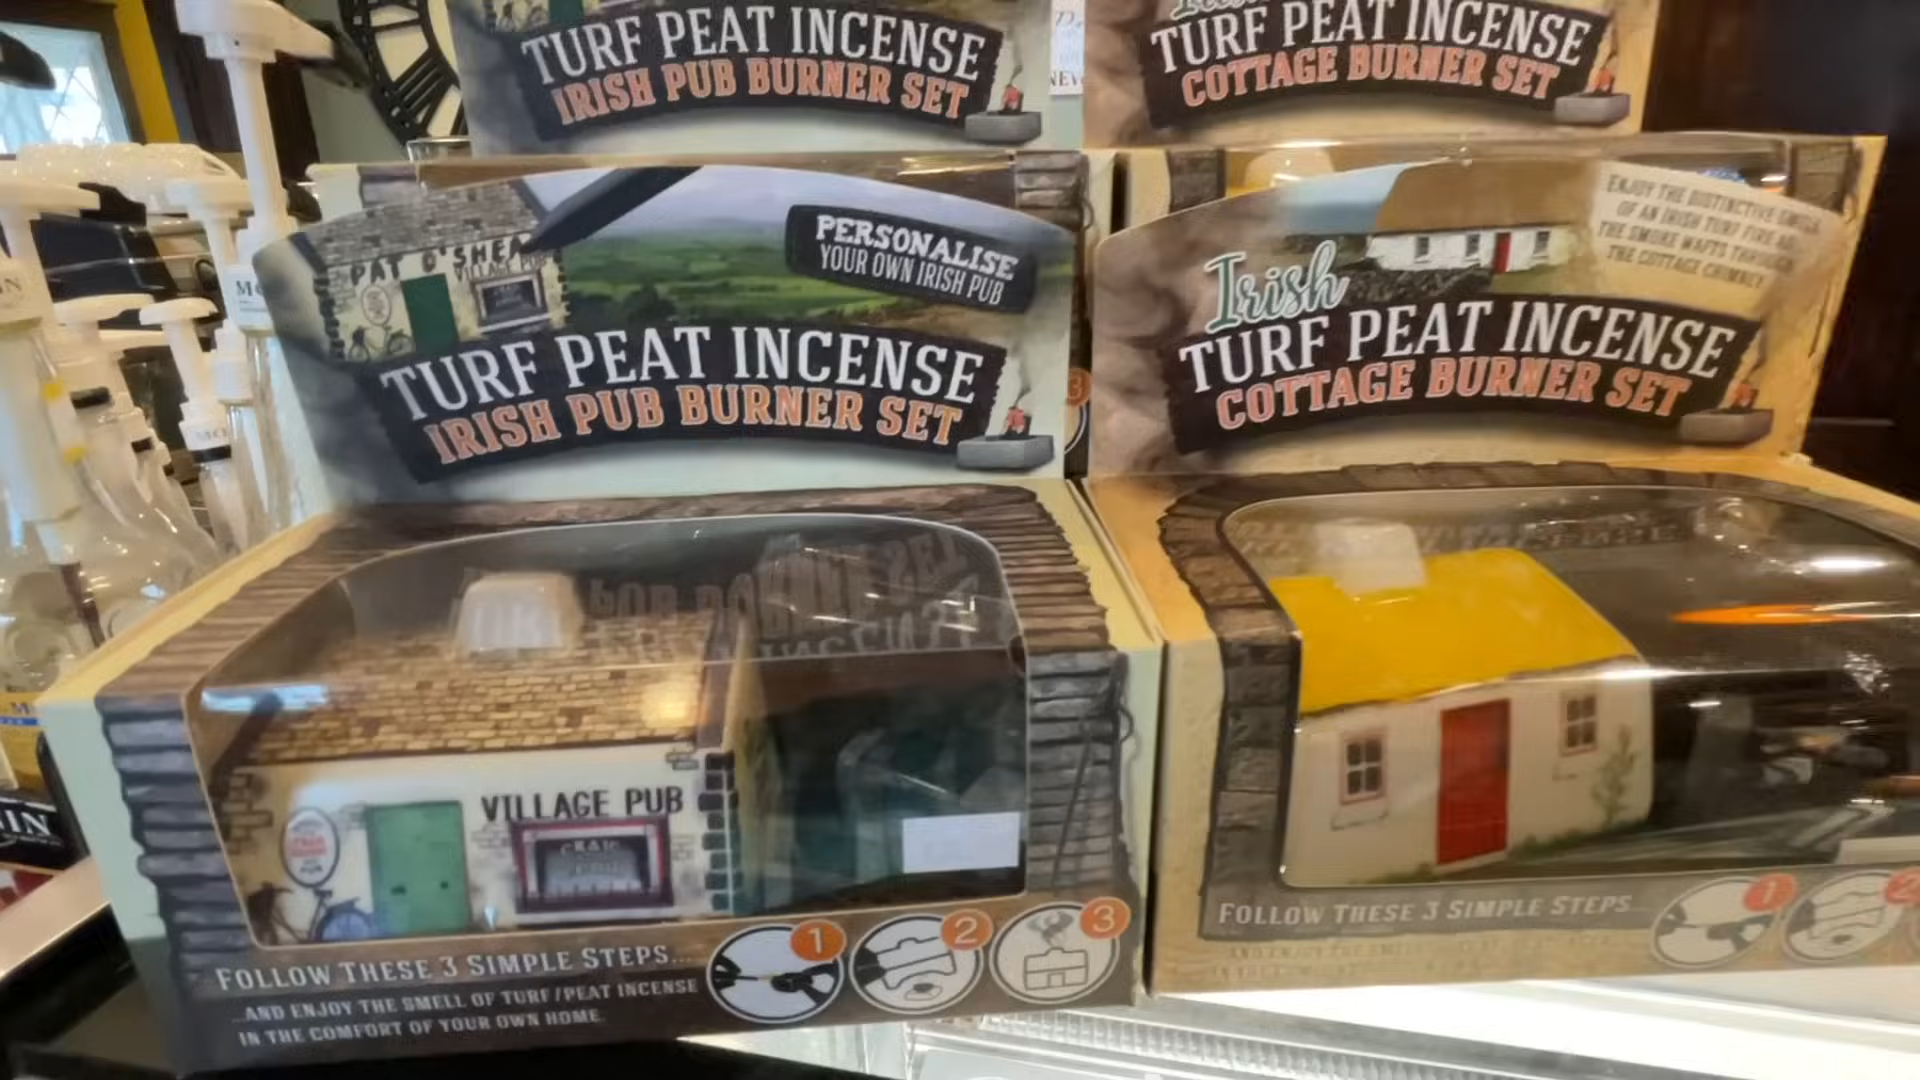 TURF PEAT INCENSE
IRISH PUB BURNER SET
TURF PEAT INCENSE
COTTAGE BURNER SET
PAT O'SHEA
VILLAGE PUB
PERSONALISE
YOUR OWN IRISH PUB
TURF PEAT INCENSE
IRISH PUB BURNER SET
ENJOY THE DISTINCTIVE SMELL
OF AN IRISH TURF FIRE AS
THE SMOKE WAFTS THROUGH
THE COTTAGE CHIMNEY
Irish
TURF PEAT INCENSE
COTTAGE BURNER SET
VILLAGE PUB
CRAIC
PUB
FOLLOW THESE 3 SIMPLE STEPS...
...AND ENJOY THE SMELL OF TURF/PEAT INCENSE
IN THE COMFORT OF YOUR OWN HOME.
1
2
3
FOLLOW THESE 3 SIMPLE STEPS...
1
2